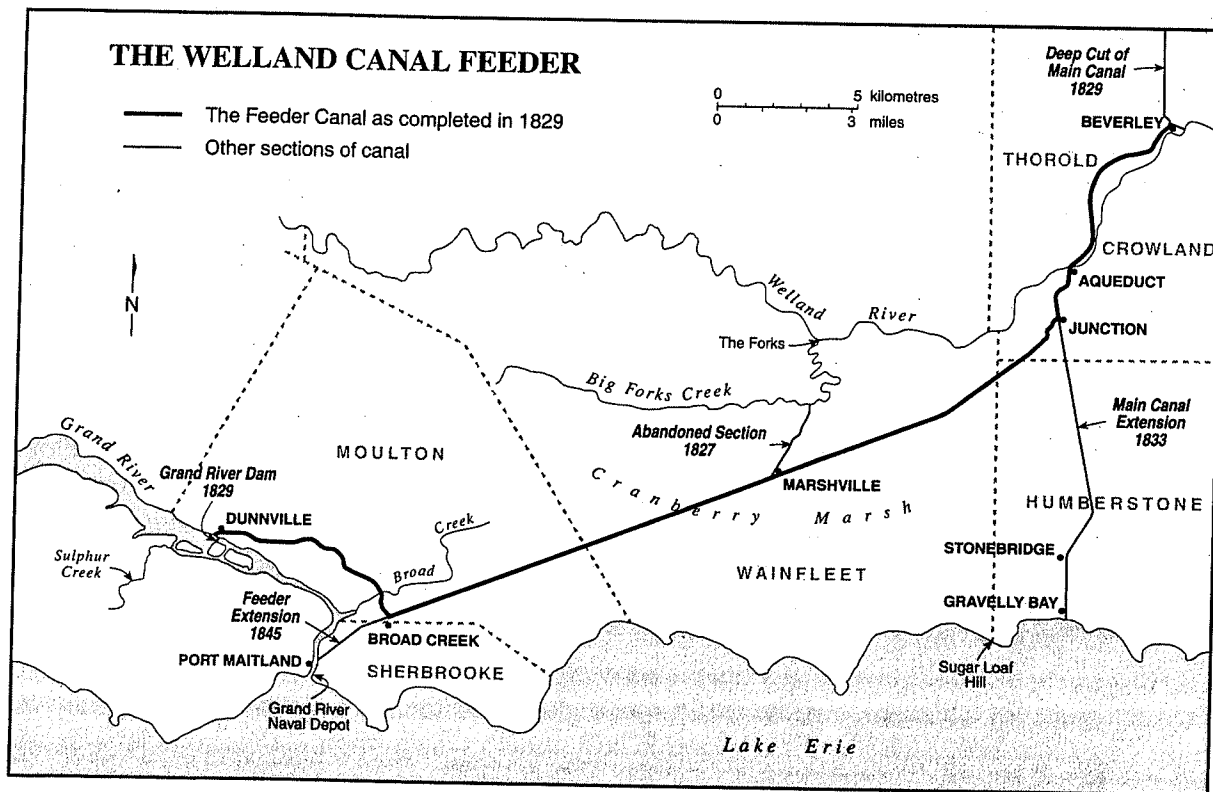 THE WELLAND CANAL FEEDER
The Feeder Canal as completed in 1829
Other sections of canal
0 5 kilometres
0 3 miles
Deep Cut of
Main Canal
1829
BEVERLEY
THOROLD
CROWLAND
AQUEDUCT
JUNCTION
N
Welland River
The Forks
Big Forks Creek
Abandoned Section
1827
Main Canal
Extension
1833
Grand River
MOULTON
Grand River Dam
1829
DUNNVILLE
MARSHVILLE
Cranberry Marsh
HUMBERSTONE
Sulphur
Creek
Broad Creek
STONEBRIDGE
WAINFLEET
Feeder
Extension
1845
GRAVELLY BAY
BROAD CREEK
PORT MAITLAND
SHERBROOKE
Sugar Loaf
Hill
Grand River
Naval Depot
Lake Erie